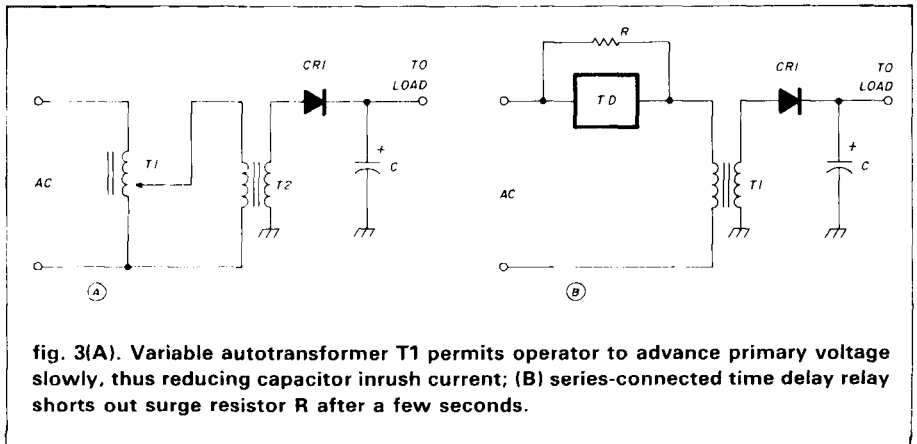 CR1
TO
LOAD
AC
T1
T2
+
C
A
R
TD
CR1
TO
LOAD
AC
T1
+
C
B
fig. 3(A). Variable autotransformer T1 permits operator to advance primary voltage
slowly, thus reducing capacitor inrush current; (B) series-connected time delay relay
shorts out surge resistor R after a few seconds.